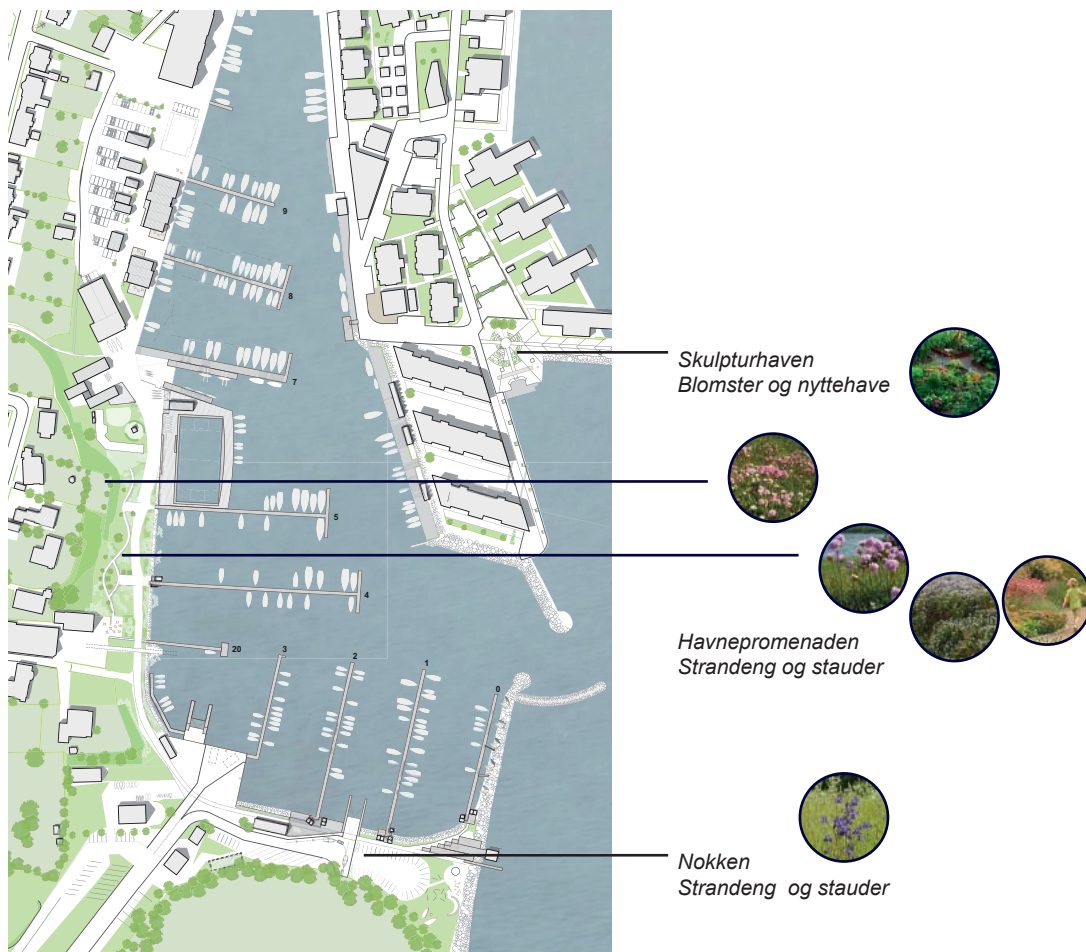 9
8
7
5
4
20
3
2
1
0
Skulpturhaven
Blomster og nyttehave
Havnepromenaden
Strandeng og stauder
Nokken
Strandeng og stauder